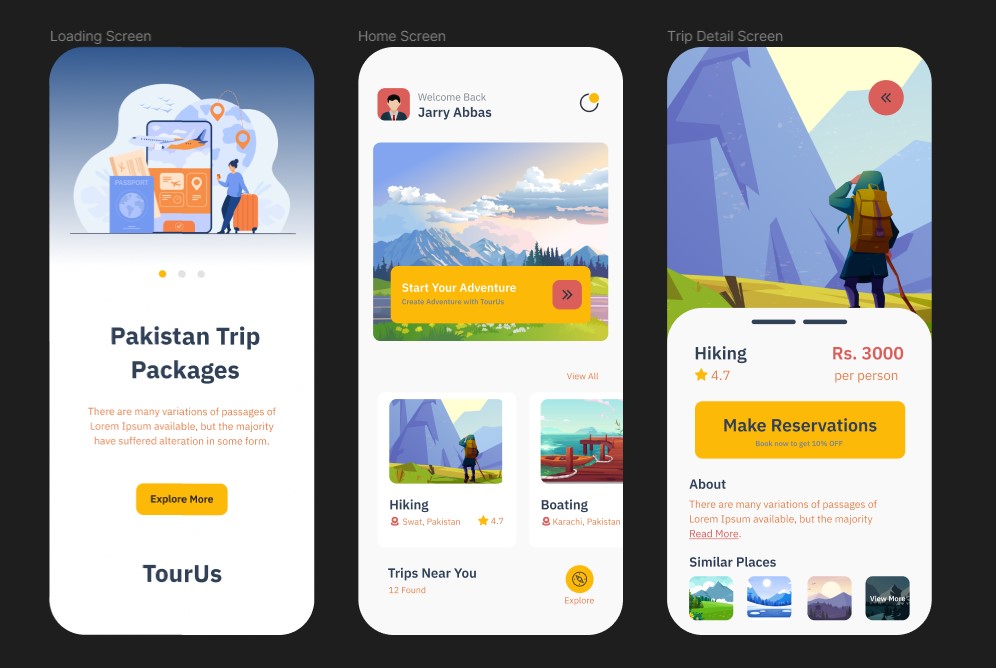 Loading Screen
PASSPORT
Pakistan Trip
Packages
There are many variations of passages of
Lorem Ipsum available, but the majority
have suffered alteration in some form.
Explore More
TourUs
Home Screen
Welcome Back
Jarry Abbas
Start Your Adventure
Create Adventure with TourUs
View All
Hiking
Swat, Pakistan
4.7
Boating
Karachi, Pakistan
Trips Near You
12 Found
Explore
Trip Detail Screen
Hiking
Rs. 3000
4.7
per person
Make Reservations
Book now to get 10% OFF
About
There are many variations of passages of
Lorem Ipsum available, but the majority
Read More.
Similar Places
View More